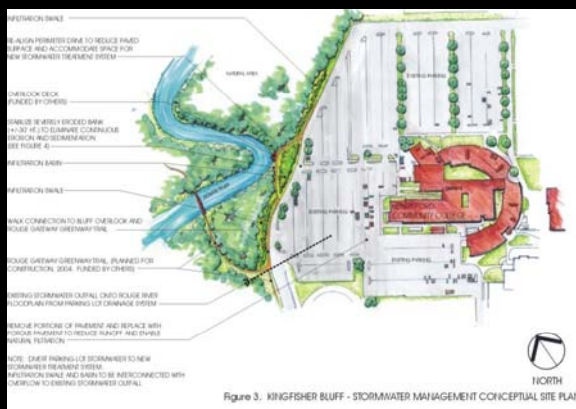 INFILTRATION SWALE
RE-ALIGN PERIMETER DRIVE TO REDUCE PAVED
SURFACE AND ACCOMMODATE SPACE FOR
NEW STORMWATER TREATMENT SYSTEM
NATURAL AREA
EXISTING PARKING
OVERLOOK DECK
(FUNDED BY OTHERS)
STABILIZE SEVERELY ERODED BANK
(+/-30' HT.) TO ELIMINATE CONTINUOUS
EROSION AND SEDIMENTATION
(SEE FIGURE 4)
INFILTRATION BASIN
INFILTRATION SWALE
COMMUNITY COLLEGE
EXISTING PARKING
WALK CONNECTION TO BLUFF OVERLOOK AND
ROUGE GATEWAY GREENWAY TRAIL
ROUGE GATEWAY GREENWAY TRAIL (PLANNED FOR
CONSTRUCTION, 2004. FUNDED BY OTHERS)
EXISTING PARKING
EXISTING STORMWATER OUTFALL ONTO ROUGE RIVER
FLOODPLAIN FROM PARKING LOT DRAINAGE SYSTEM
REMOVE PORTIONS OF PAVEMENT AND REPLACE WITH
POROUS PAVEMENT TO REDUCE RUNOFF AND ENABLE
NATURAL FILTRATION
NOTE: DIVERT PARKING LOT STORMWATER TO NEW
STORMWATER TREATMENT SYSTEM.
INFILTRATION SWALE AND BASIN TO BE INTERCONNECTED WITH
OVERFLOW TO EXISTING STORMWATER OUTFALL
NORTH
Figure 3. KINGFISHER BLUFF - STORMWATER MANAGEMENT CONCEPTUAL SITE PLAN